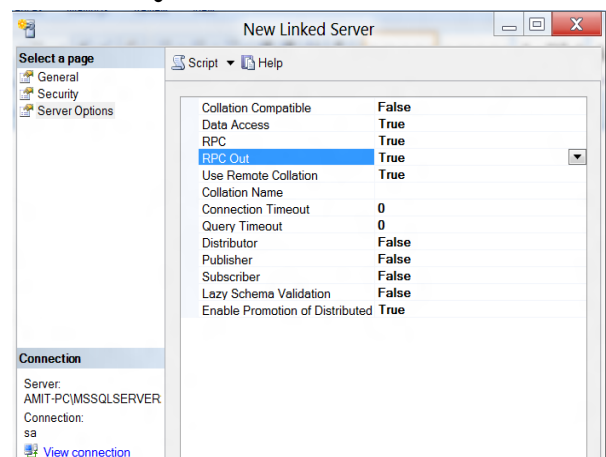 New Linked Server
Select a page
General
Security
Server Options
Script Help
Collation Compatible False
Data Access True
RPC True
RPC Out True
Use Remote Collation True
Collation Name
Connection Timeout 0
Query Timeout 0
Distributor False
Publisher False
Subscriber False
Lazy Schema Validation False
Enable Promotion of Distributed True
Connection
Server:
AMIT-PC\MSSQLSERVER
Connection:
sa
View connection